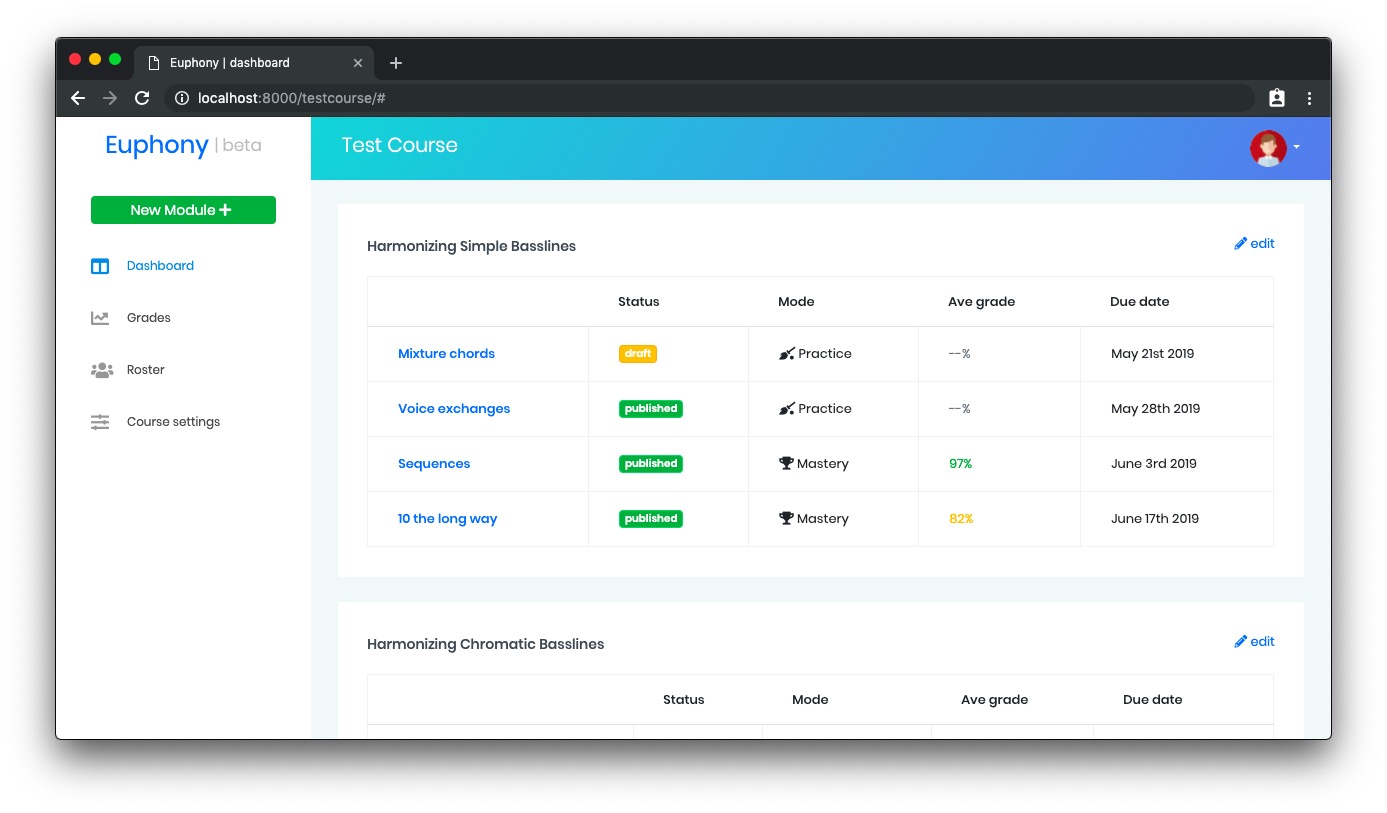 Euphony | dashboard
localhost:8000/testcourse/#
Euphony | beta
Test Course
New Module
Dashboard
Grades
Roster
Course settings
Harmonizing Simple Basslines
edit
Status Mode Ave grade Due date
Mixture chords draft Practice --% May 21st 2019
Voice exchanges published Practice --% May 28th 2019
Sequences published Mastery 97% June 3rd 2019
10 the long way published Mastery 82% June 17th 2019
Harmonizing Chromatic Basslines
edit
Status Mode Ave grade Due date